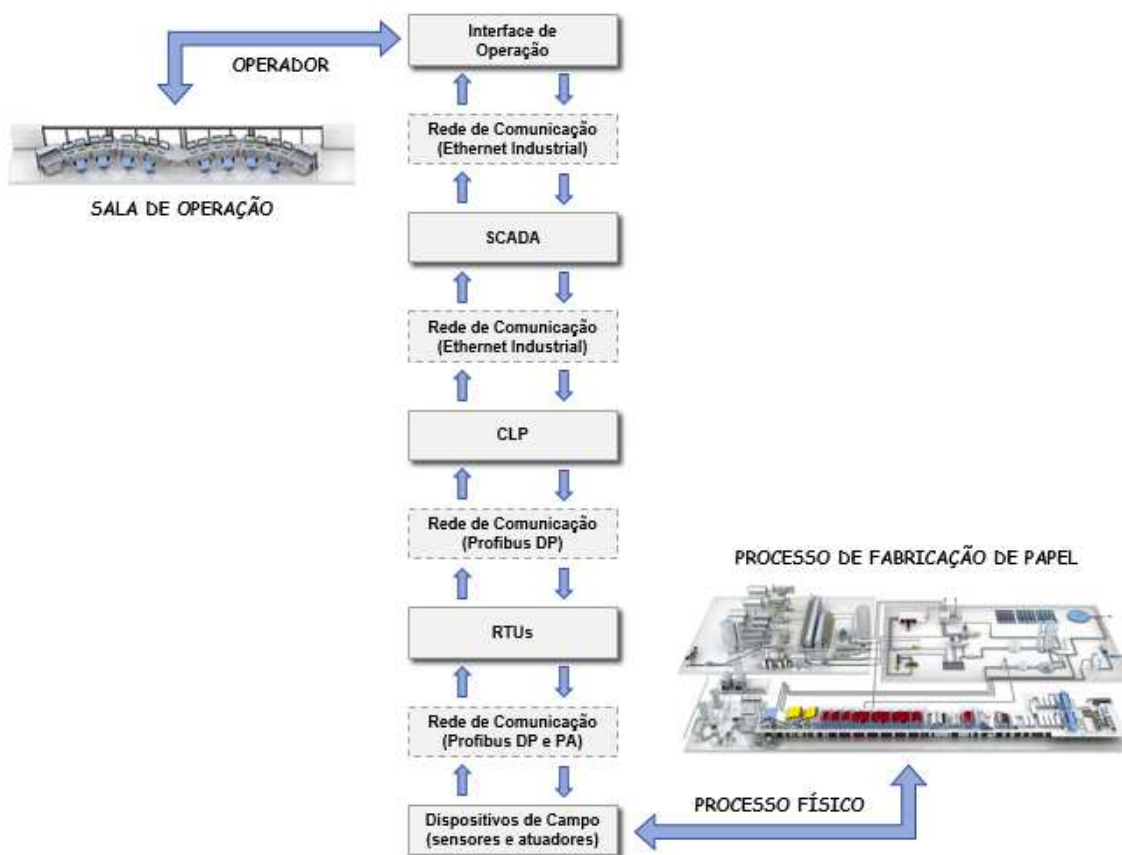 Interface de
Operação
OPERADOR
Rede de Comunicação
(Ethernet Industrial)
SALA DE OPERAÇÃO
SCADA
Rede de Comunicação
(Ethernet Industrial)
CLP
Rede de Comunicação
(Profibus DP)
PROCESSO DE FABRICAÇÃO DE PAPEL
RTUs
Rede de Comunicação
(Profibus DP e PA)
PROCESSO FÍSICO
Dispositivos de Campo
(sensores e atuadores)